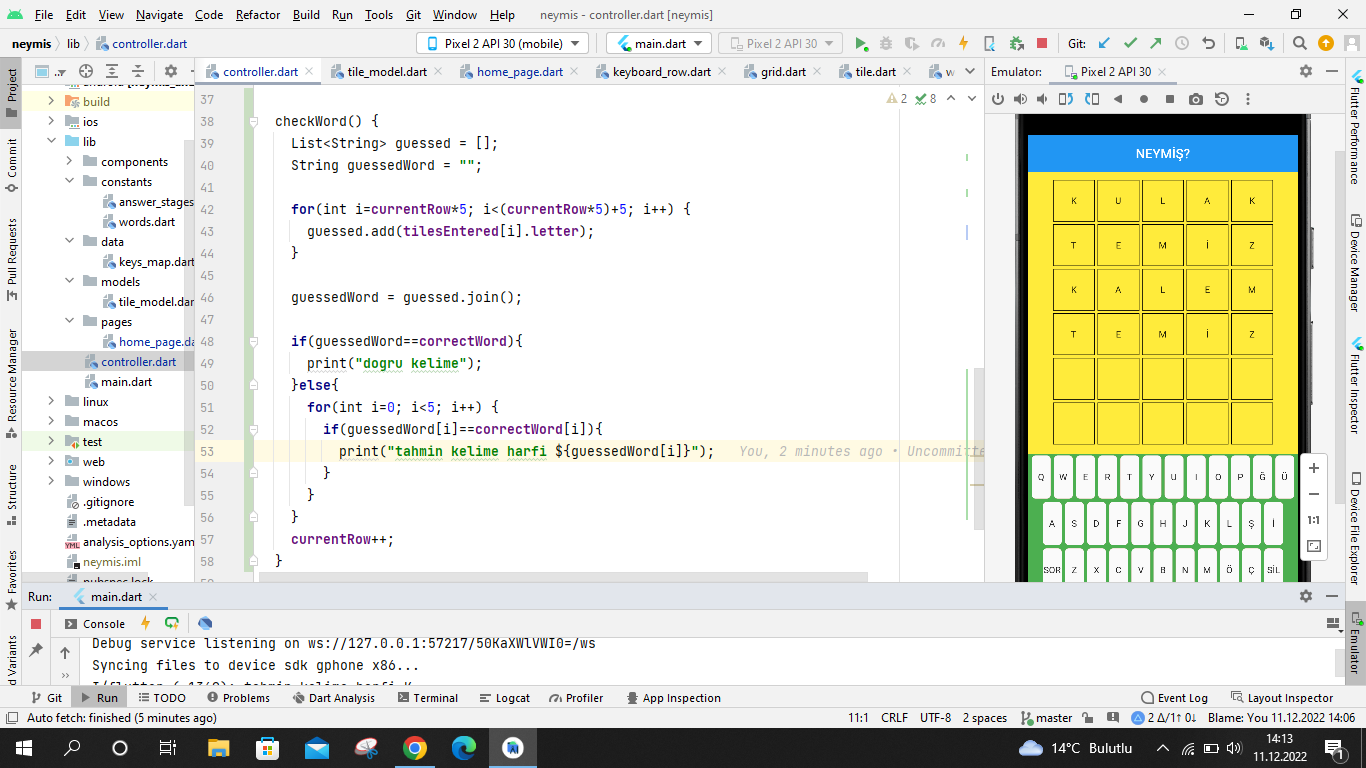 File Edit View Navigate Code Refactor Build Run Tools Git Window Help neymis - controller.dart [neymis]
neymis lib controller.dart Pixel 2 API 30 (mobile) main.dart Pixel 2 API 30 Git:
controller.dart tile_model.dart home_page.dart keyboard_row.dart grid.dart tile.dart w Emulator: Pixel 2 API 30
Project
Commit
Pull Requests
Resource Manager
Structure
Favorites
d Variants
build
ios
lib
components
constants
answer_stages
words.dart
data
keys_map.dart
models
tile_model.dar
pages
home_page.da
controller.dart
main.dart
linux
macos
test
web
windows
.gitignore
.metadata
analysis_options.yam
neymis.iml
pubspec.lock
2 8
37
38 checkWord() {
39 List<String> guessed = [];
40 String guessedWord = "";
41
42 for(int i=currentRow*5; i<(currentRow*5)+5; i++) {
43 guessed.add(tilesEntered[i].letter);
44 }
45
46 guessedWord = guessed.join();
47
48 if(guessedWord==correctWord){
49 print("dogru kelime");
50 }else{
51 for(int i=0; i<5; i++) {
52 if(guessedWord[i]==correctWord[i]){
53 print("tahmin kelime harfi ${guessedWord[i]}"); You, 2 minutes ago • Uncommitte
54 }
55 }
56 }
57 currentRow++;
58 }
NEYMİŞ?
K U L A K
T E M İ Z
K A L E M
T E M İ Z
Q W E R T Y U I O P Ğ Ü
A S D F G H J K L Ş İ
SOR Z X C V B N M Ö Ç SİL
1:1
Flutter Performance
Device Manager
Flutter Inspector
Device File Explorer
Emulator
Run: main.dart
Console
Debug service listening on ws://127.0.0.1:57217/50KaXWlVWI0=/ws
Syncing files to device sdk gphone x86...
Git Run TODO Problems Dart Analysis Terminal Logcat Profiler App Inspection Event Log Layout Inspector
Auto fetch: finished (5 minutes ago) 11:1 CRLF UTF-8 2 spaces master 2 Δ/1↑ 0↓ Blame: You 11.12.2022 14:06
14°C Bulutlu 14:13
11.12.2022 1